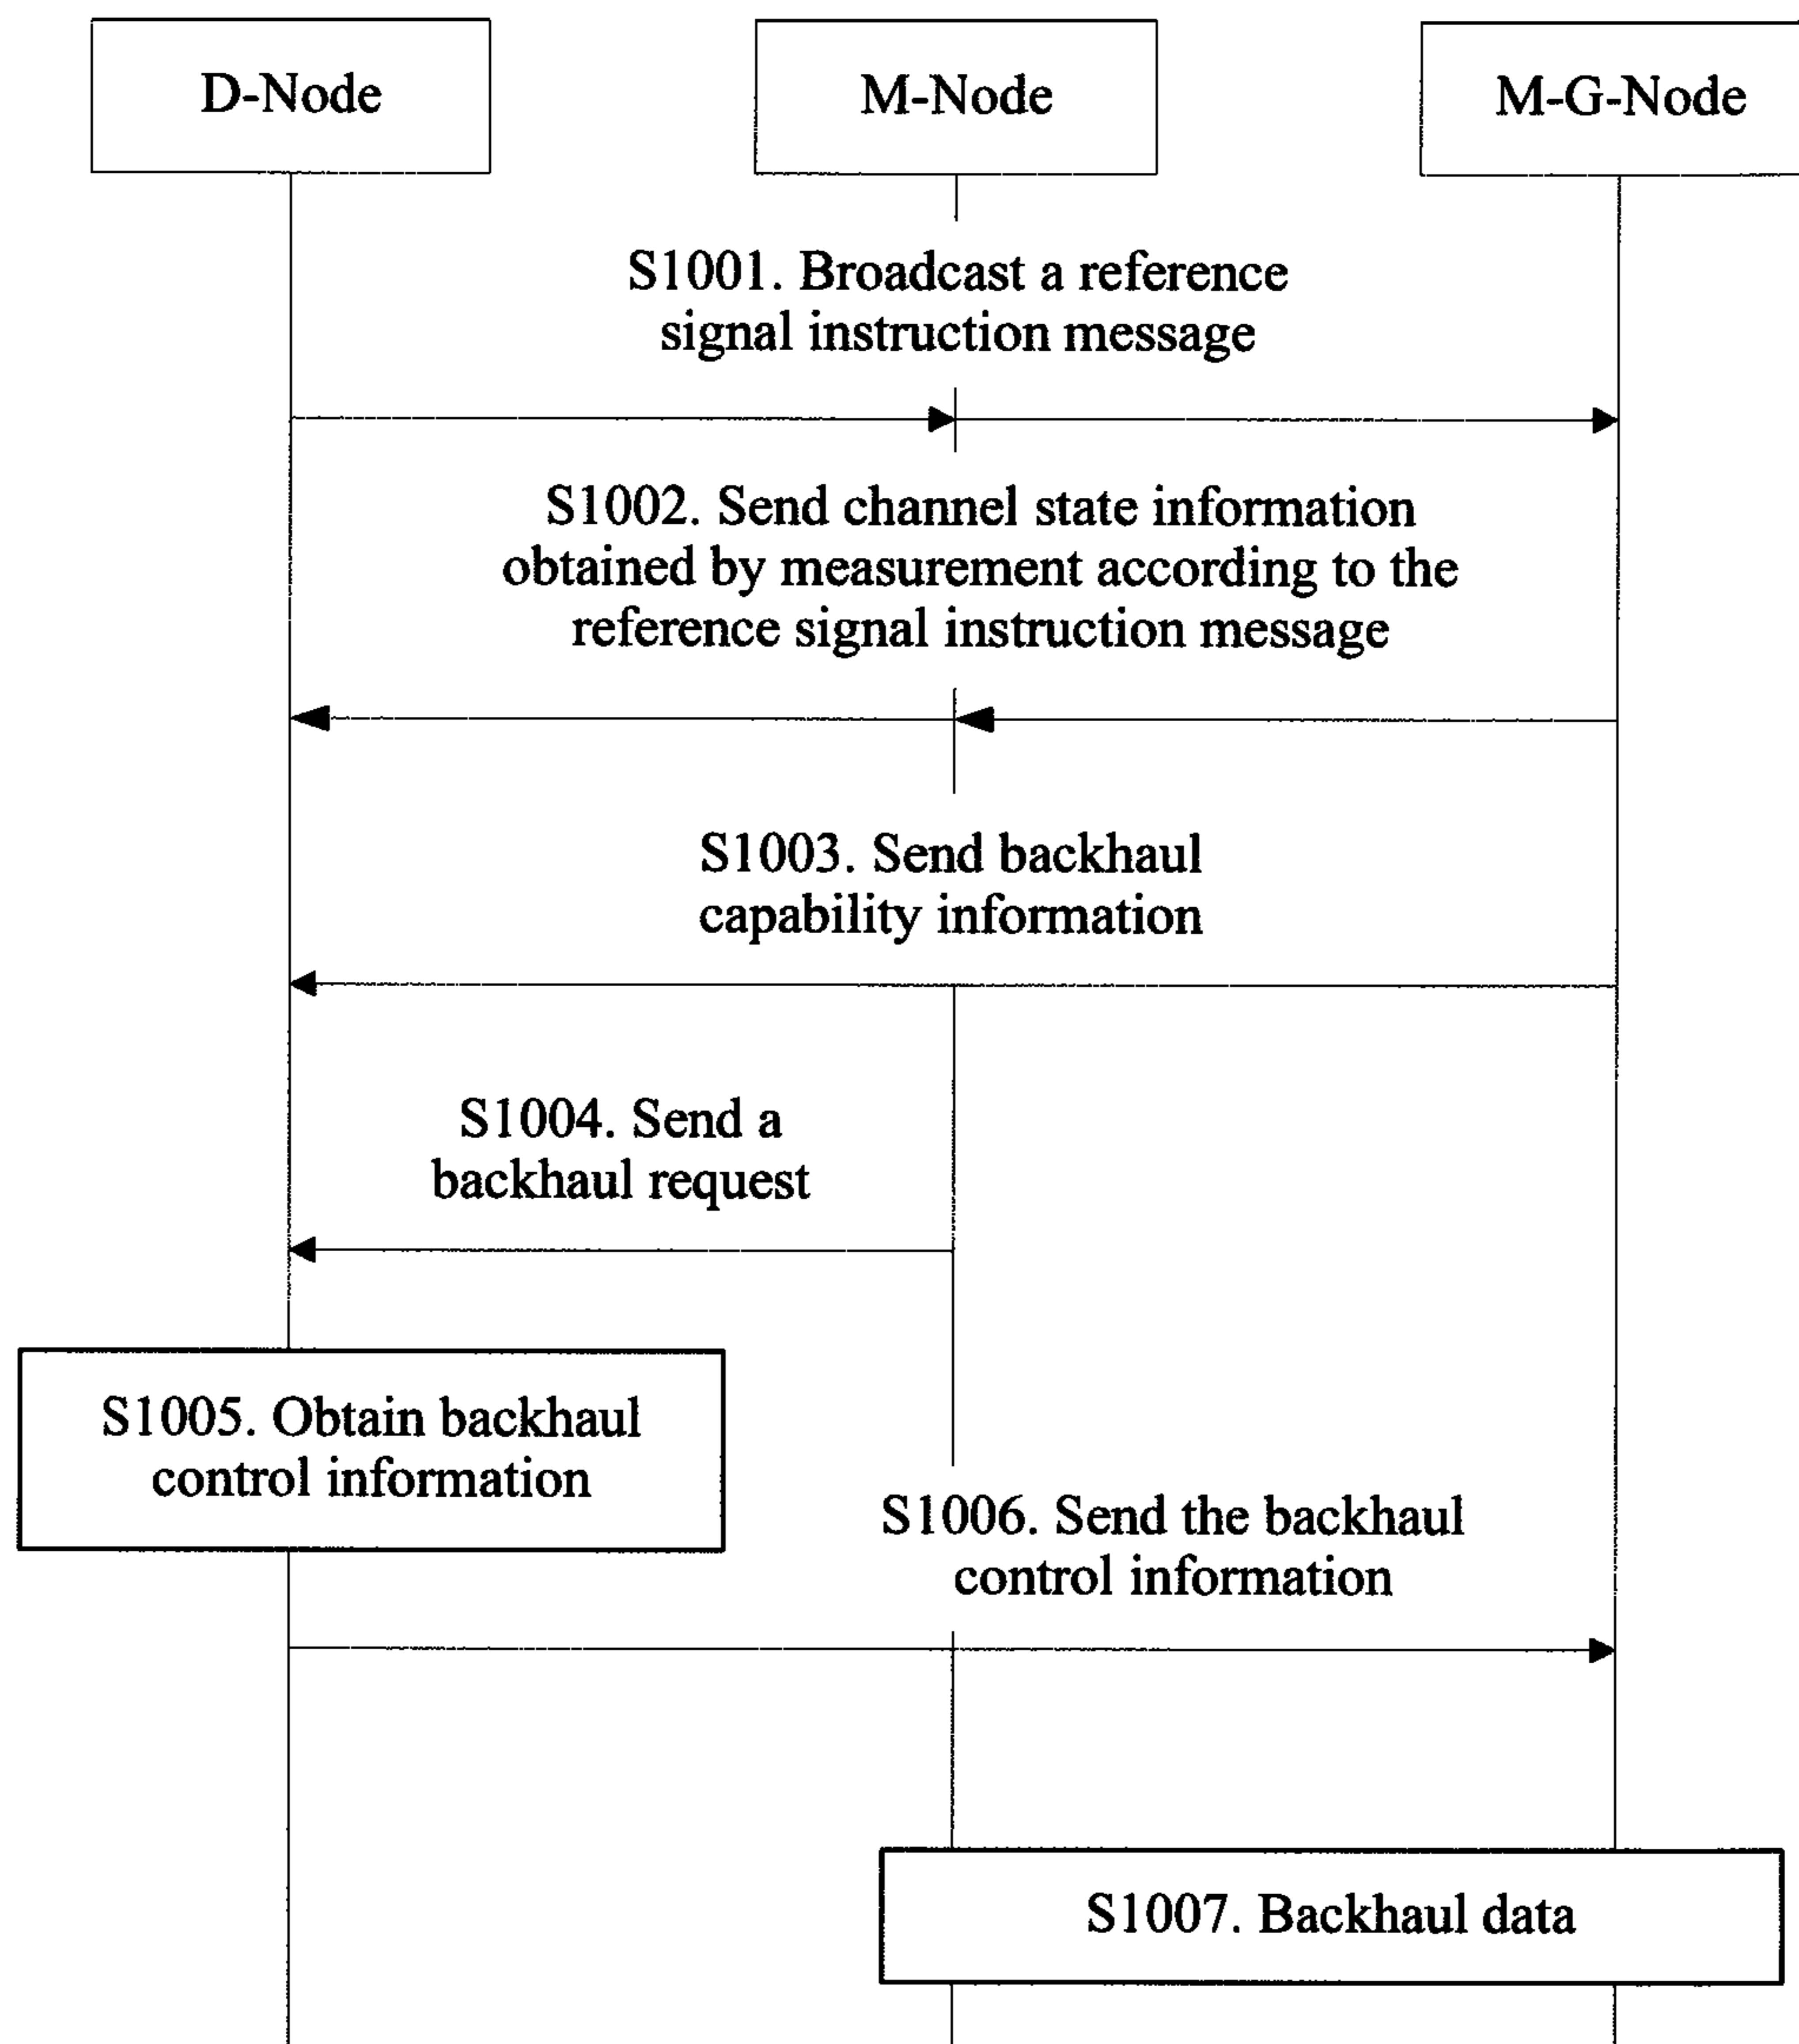 D-Node
M-Node
M-G-Node
S1001. Broadcast a reference
signal instruction message
S1002. Send channel state information
obtained by measurement according to the
reference signal instruction message
S1003. Send backhaul
capability information
S1004. Send a
backhaul request
S1005. Obtain backhaul
control information
S1006. Send the backhaul
control information
S1007. Backhaul data